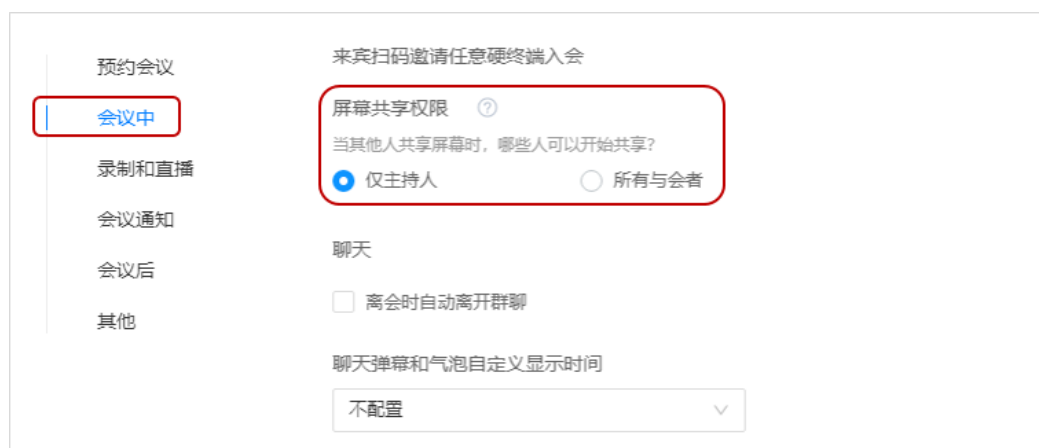 预约会议
会议中
录制和直播
会议通知
会议后
其他
来宾扫码邀请任意硬终端入会
屏幕共享权限 ?
当其他人共享屏幕时，哪些人可以开始共享?
仅主持人 所有与会者
聊天
离会时自动离开群聊
聊天弹幕和气泡自定义显示时间
不配置